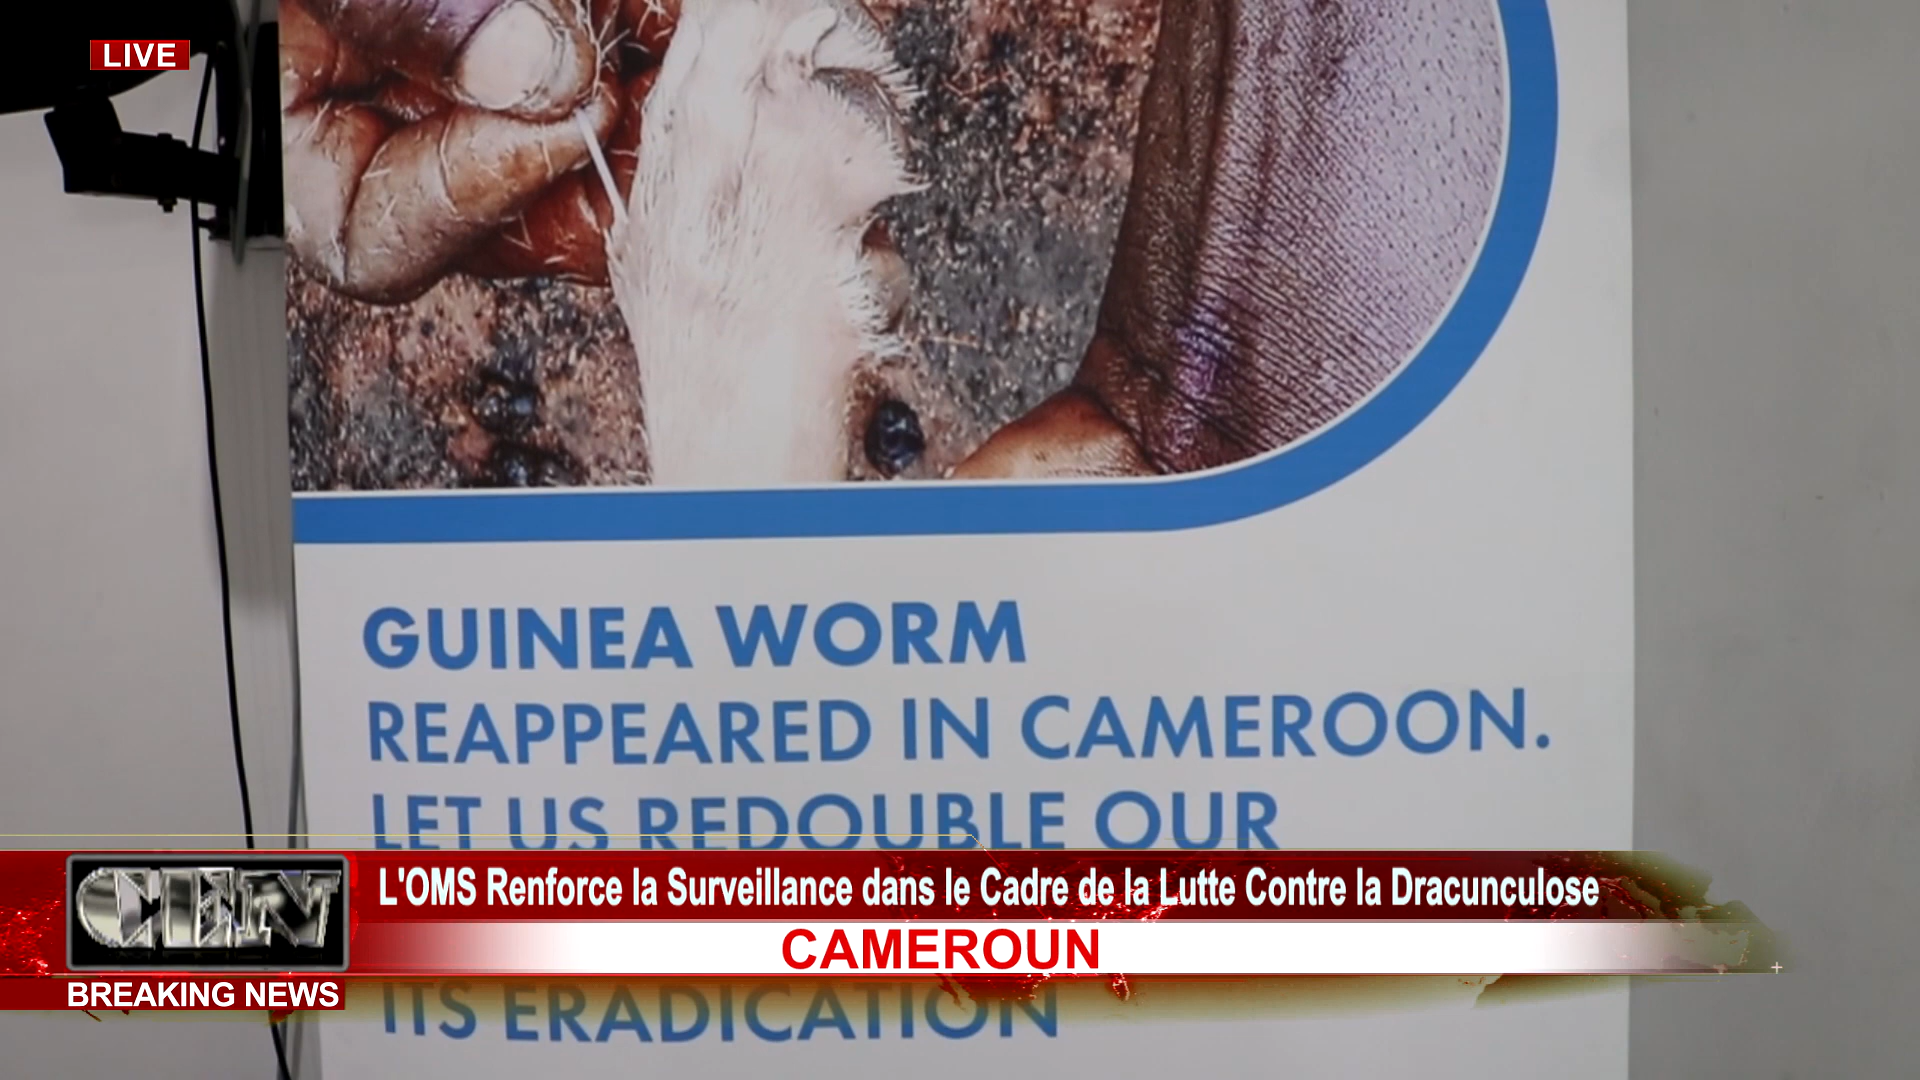 LIVE
GUINEA WORM
REAPPEARED IN CAMEROON.
LET US REDOUBLE OUR
L'OMS Renforce la Surveillance dans le Cadre de la Lutte Contre la Dracunculose
CEN
CAMEROUN
BREAKING NEWS
ITS ERADICATION